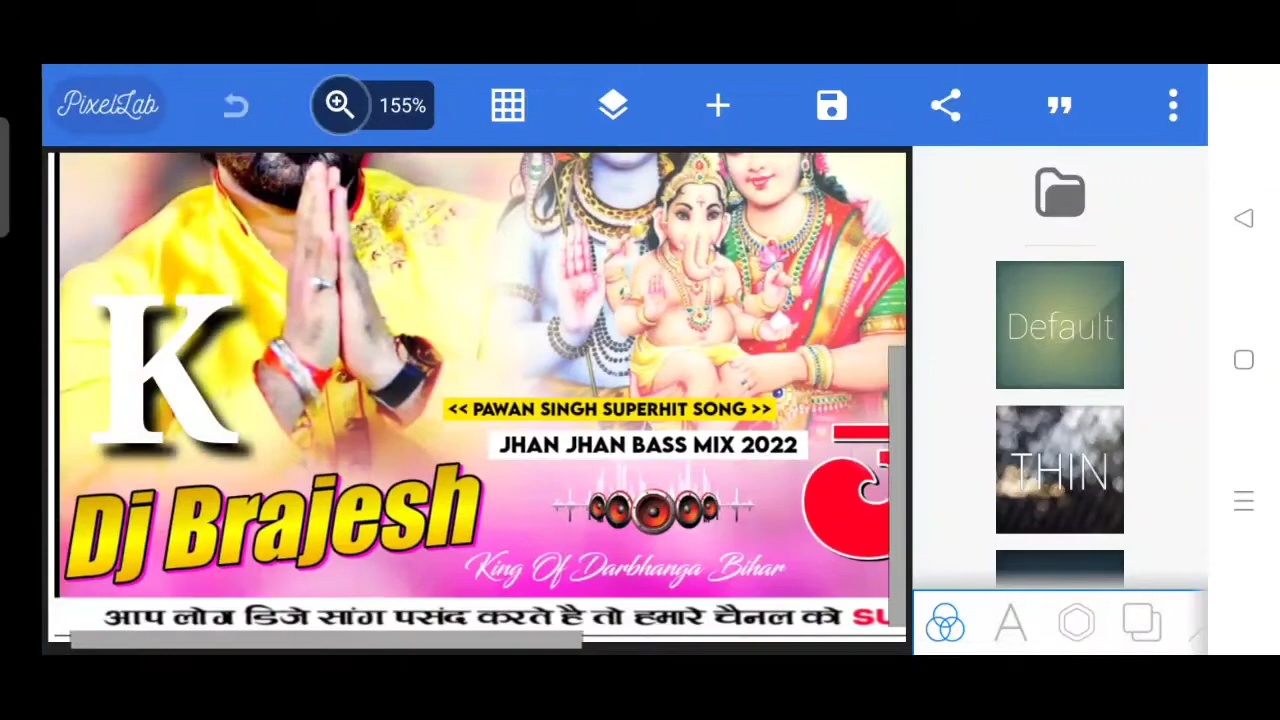 PixelLab
155%
Default
K
<< PAWAN SINGH SUPERHIT SONG >>
JHAN JHAN BASS MIX 2022
THIN
Dj Brajesh
King Of Darbhanga Bihar
आप लोग डिजे सांग पसंद करते है तो हमारे चैनल को SU